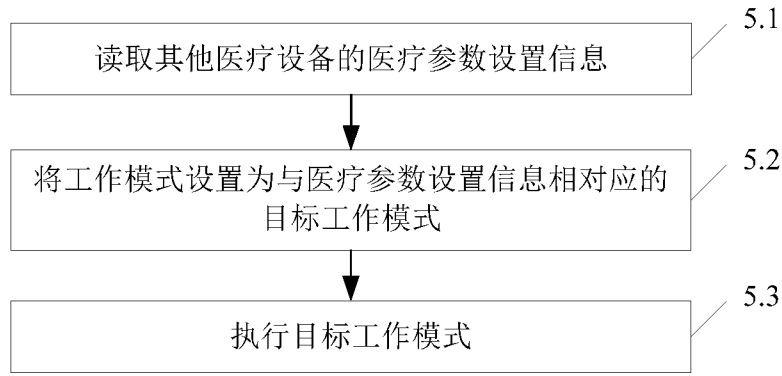 5.1
读取其他医疗设备的医疗参数设置信息
5.2
将工作模式设置为与医疗参数设置信息相对应的
目标工作模式
5.3
执行目标工作模式